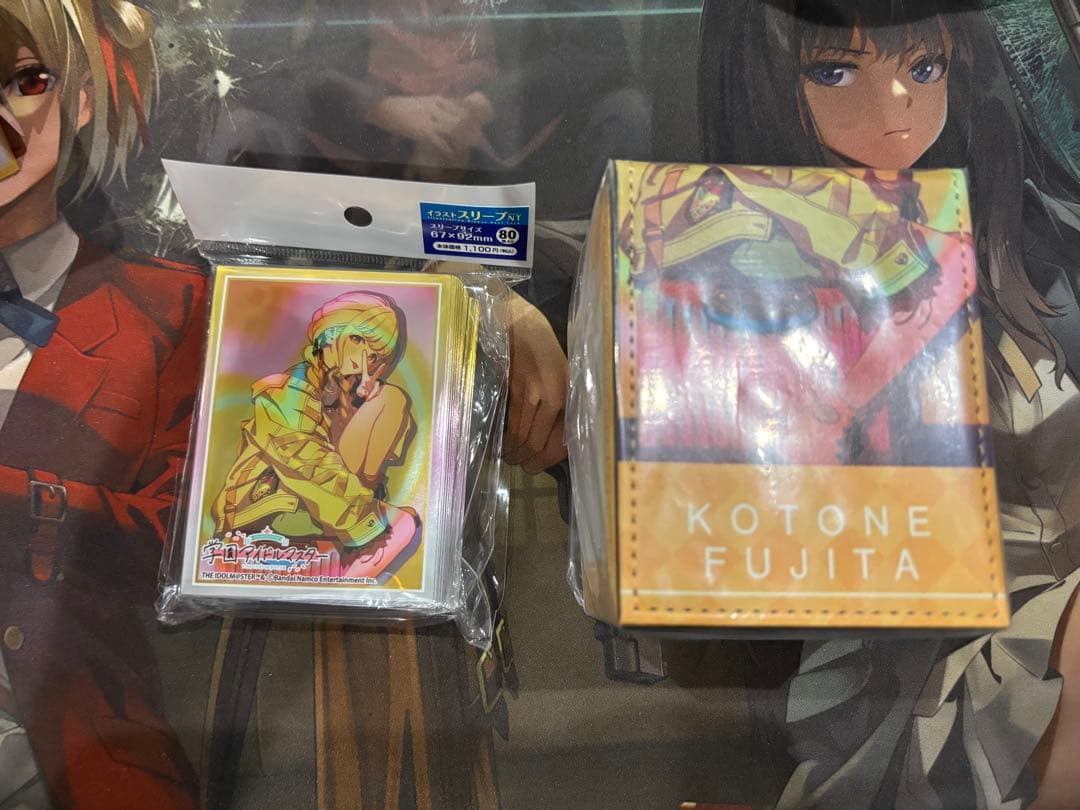 イラストスリーブNT
スリーブサイズ
67×92mm
80
本体価格 1,100円
学園アイドルマスター
THE IDOLM@STER™& ©Bandai Namco Entertainment Inc.
KOTONE
FUJITA